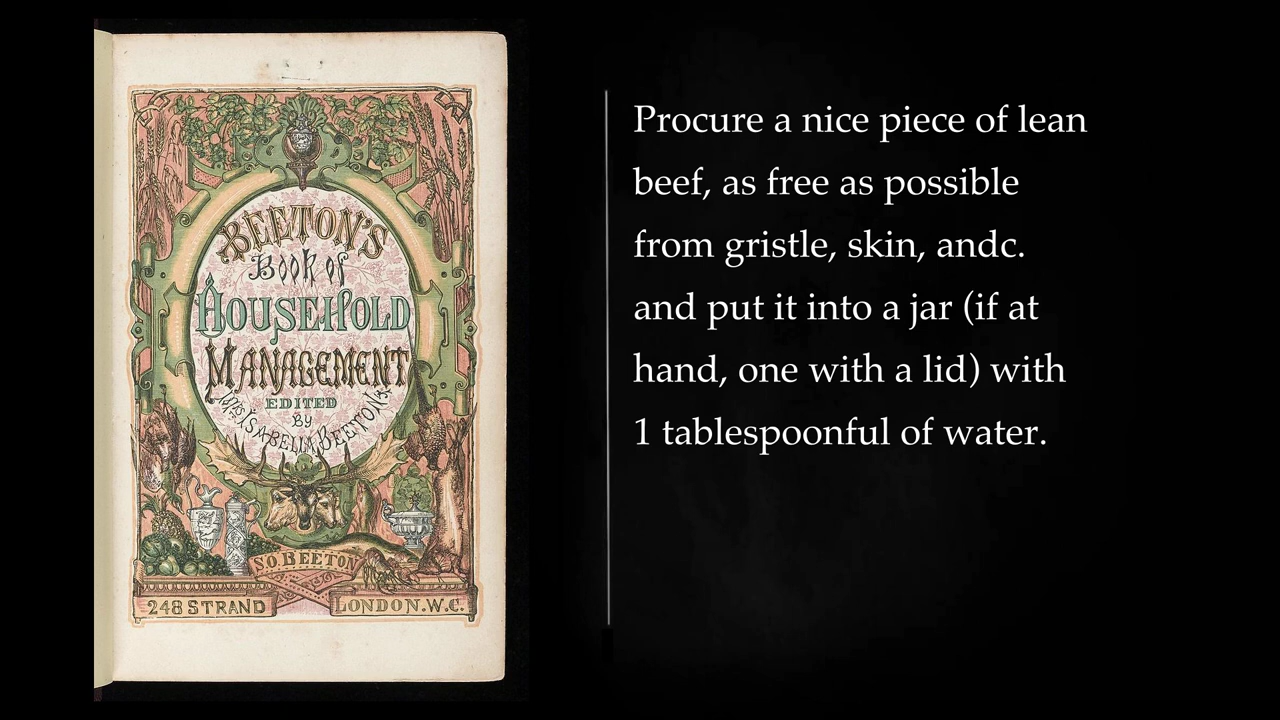 BEETON'S
Book of
HOUSEHOLD
MANAGEMENT
EDITED
BY
MRS ISABELLA BEETON
S.O. BEETON
248 STRAND
LONDON.W.C.
Procure a nice piece of lean
beef, as free as possible
from gristle, skin, andc.
and put it into a jar (if at
hand, one with a lid) with
1 tablespoonful of water.